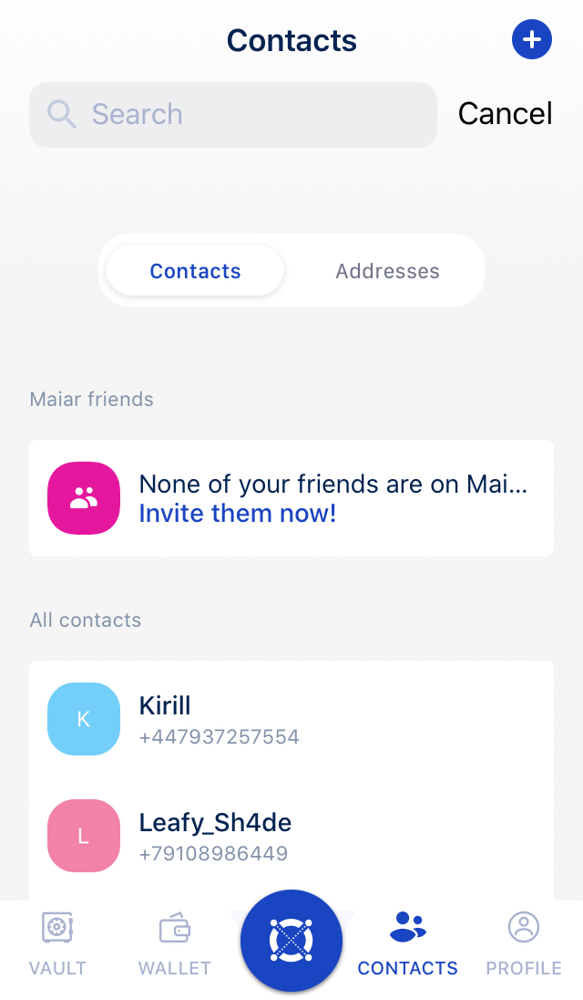 Contacts
Search
Cancel
Contacts
Addresses
Maiar friends
None of your friends are on Mai...
Invite them now!
All contacts
K
Kirill
+447937257554
L
Leafy_Sh4de
+79108986449
VAULT
WALLET
CONTACTS
PROFILE